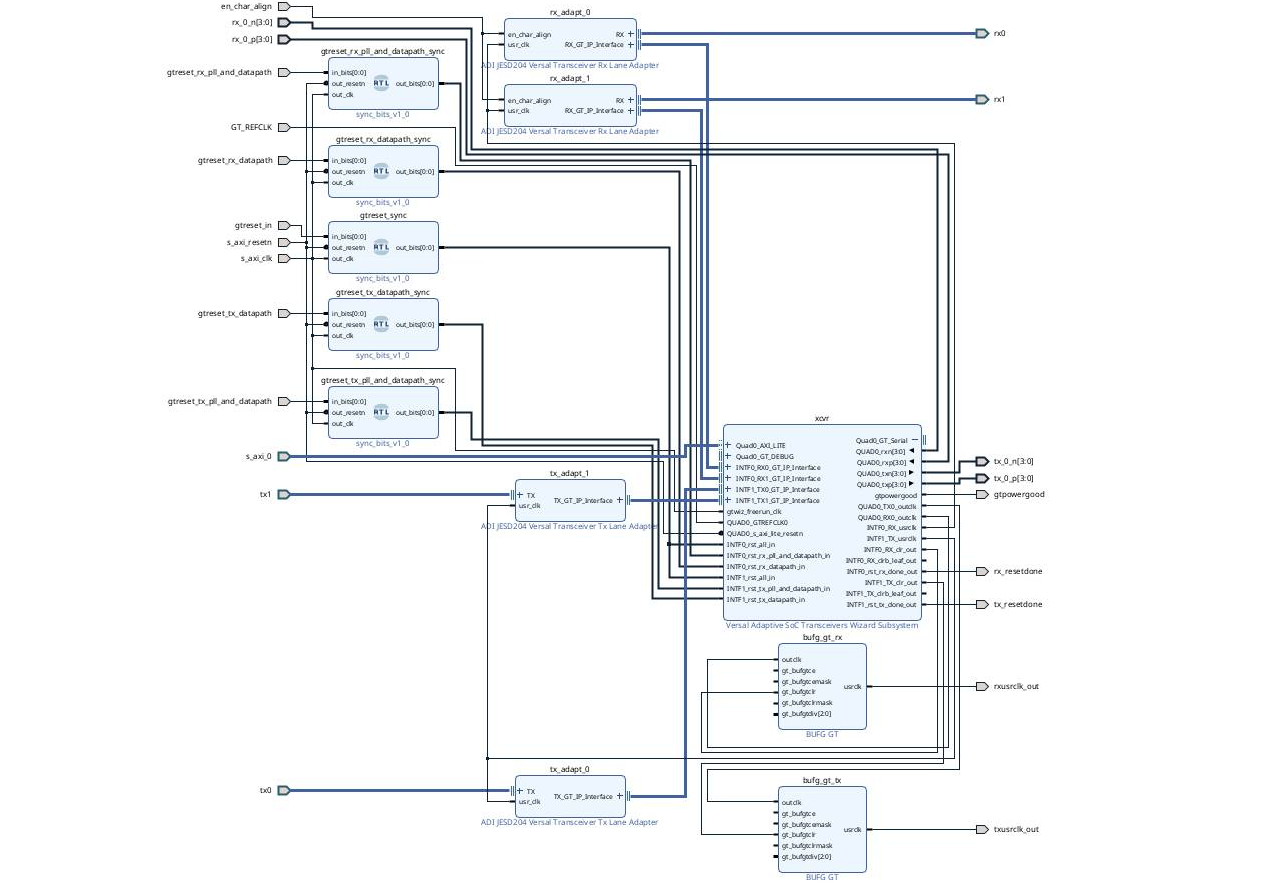 en_char_align
rx_0_n[3:0]
rx_0_p[3:0]
gtreset_rx_pll_and_datapath
GT_REFCLK
gtreset_rx_datapath
gtreset_in
s_axi_resetn
s_axi_clk
gtreset_tx_datapath
gtreset_tx_pll_and_datapath
s_axi_0
tx1
tx0
gtreset_rx_pll_and_datapath_sync
in_bits[0:0]
out_resetn
out_clk
RTL
out_bits[0:0]
sync_bits_v1_0
gtreset_rx_datapath_sync
in_bits[0:0]
out_resetn
out_clk
RTL
out_bits[0:0]
sync_bits_v1_0
gtreset_sync
in_bits[0:0]
out_resetn
out_clk
RTL
out_bits[0:0]
sync_bits_v1_0
gtreset_tx_datapath_sync
in_bits[0:0]
out_resetn
out_clk
RTL
out_bits[0:0]
sync_bits_v1_0
gtreset_tx_pll_and_datapath_sync
in_bits[0:0]
out_resetn
out_clk
RTL
out_bits[0:0]
sync_bits_v1_0
rx_adapt_0
en_char_align
usr_clk
RX
RX_GT_IP_Interface
ADI JESD204 Versal Transceiver Rx Lane Adapter
rx_adapt_1
en_char_align
usr_clk
RX
RX_GT_IP_Interface
ADI JESD204 Versal Transceiver Rx Lane Adapter
tx_adapt_1
TX
usr_clk
TX_GT_IP_Interface
ADI JESD204 Versal Transceiver Tx Lane Adapter
tx_adapt_0
TX
usr_clk
TX_GT_IP_Interface
ADI JESD204 Versal Transceiver Tx Lane Adapter
xcvr
Quad0_AXI_LITE
Quad0_GT_DEBUG
INTF0_RX0_GT_IP_Interface
INTF0_RX1_GT_IP_Interface
INTF1_TX0_GT_IP_Interface
INTF1_TX1_GT_IP_Interface
gtwiz_freerun_clk
QUAD0_GTREFCLK0
QUAD0_s_axi_lite_resetn
INTF0_rst_all_in
INTF0_rst_rx_pll_and_datapath_in
INTF0_rst_rx_datapath_in
INTF1_rst_all_in
INTF1_rst_tx_pll_and_datapath_in
INTF1_rst_tx_datapath_in
Quad0_GT_Serial
QUAD0_rxn[3:0]
QUAD0_rxp[3:0]
QUAD0_txn[3:0]
QUAD0_txp[3:0]
gtpowergood
QUAD0_TX0_outclk
QUAD0_RX0_outclk
INTF0_RX_usrclk
INTF1_TX_usrclk
INTF0_RX_clr_out
INTF0_RX_clrb_leaf_out
INTF0_rst_rx_done_out
INTF1_TX_clr_out
INTF1_TX_clrb_leaf_out
INTF1_rst_tx_done_out
Versal Adaptive SoC Transceivers Wizard Subsystem
bufg_gt_rx
outclk
gt_bufgtce
gt_bufgtcemask
gt_bufgtclr
gt_bufgtclrmask
gt_bufgtdiv[2:0]
usrclk
BUFG GT
bufg_gt_tx
outclk
gt_bufgtce
gt_bufgtcemask
gt_bufgtclr
gt_bufgtclrmask
gt_bufgtdiv[2:0]
usrclk
BUFG GT
rx0
rx1
tx_0_n[3:0]
tx_0_p[3:0]
gtpowergood
rx_resetdone
tx_resetdone
rxusrclk_out
txusrclk_out